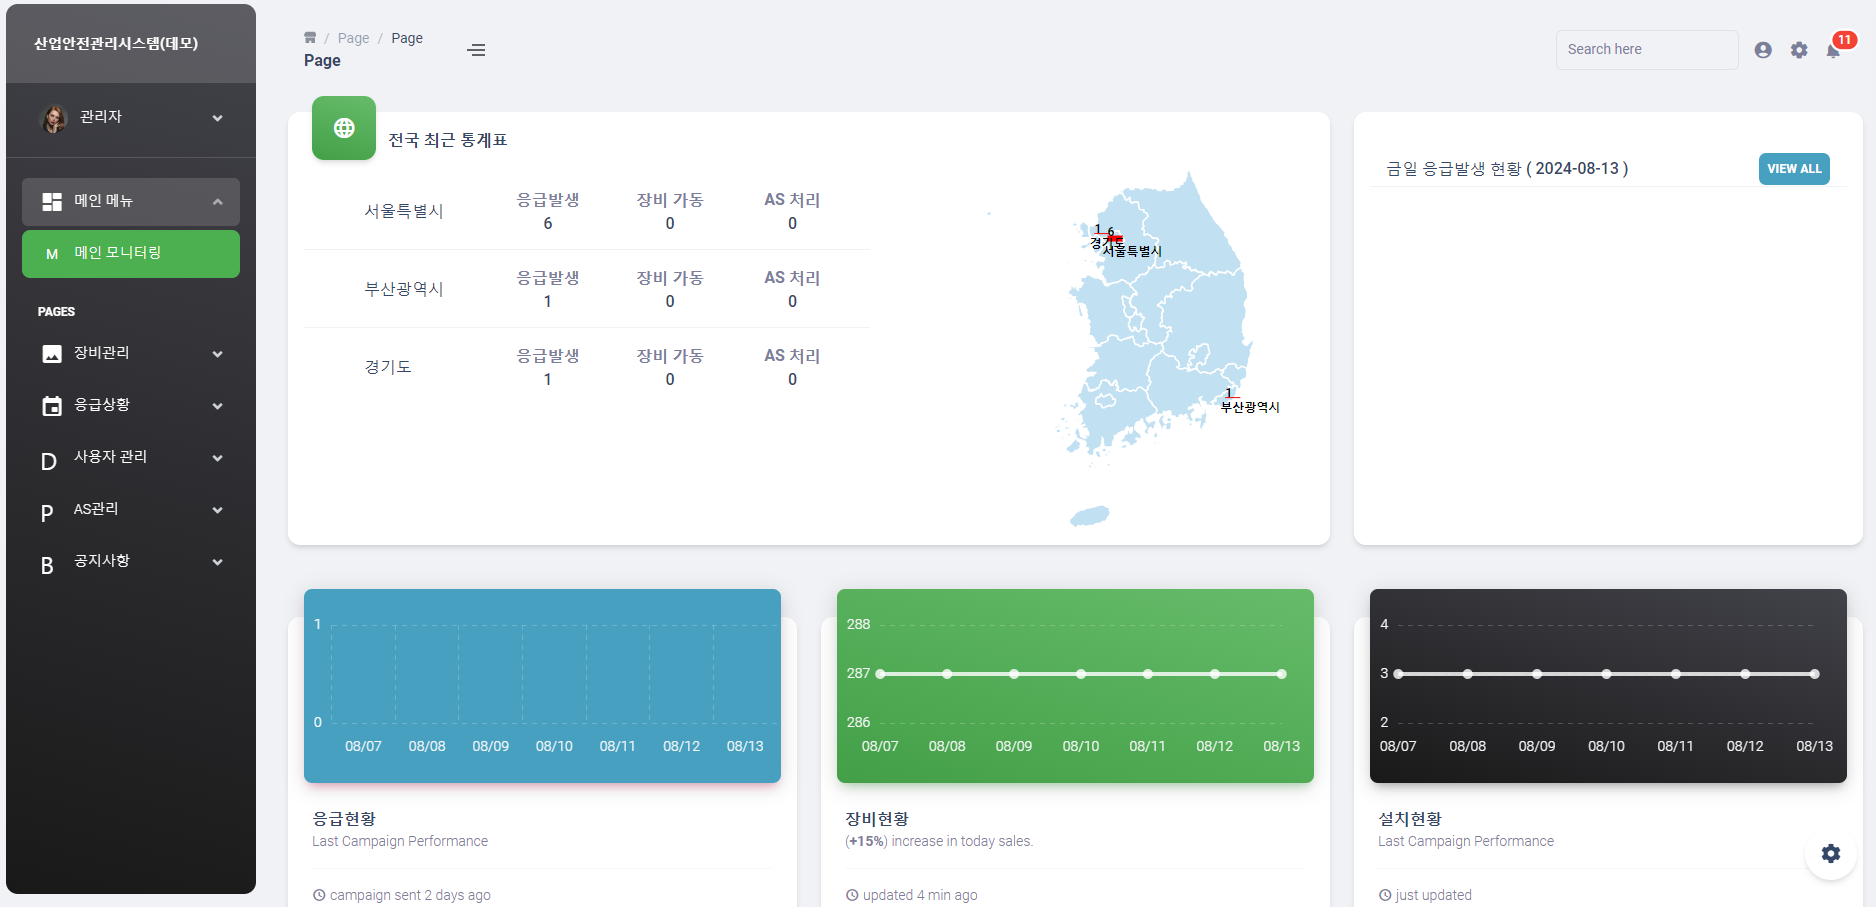 산업안전관리시스템(데모)
관리자
메인 메뉴
M 메인 모니터링
PAGES
장비관리
응급상황
D 사용자 관리
P AS관리
B 공지사항
/ Page / Page
Page
Search here
11
전국 최근 통계표
서울특별시 응급발생 장비 가동 AS 처리
6 0 0
부산광역시 응급발생 장비 가동 AS 처리
1 0 0
경기도 응급발생 장비 가동 AS 처리
1 0 0
1 6
경기도
서울특별시
1
부산광역시
금일 응급발생 현황 ( 2024-08-13 )
VIEW ALL
1
0
08/07 08/08 08/09 08/10 08/11 08/12 08/13
응급현황
Last Campaign Performance
campaign sent 2 days ago
288
287
286
08/07 08/08 08/09 08/10 08/11 08/12 08/13
장비현황
(+15%) increase in today sales.
updated 4 min ago
4
3
2
08/07 08/08 08/09 08/10 08/11 08/12 08/13
설치현황
Last Campaign Performance
just updated